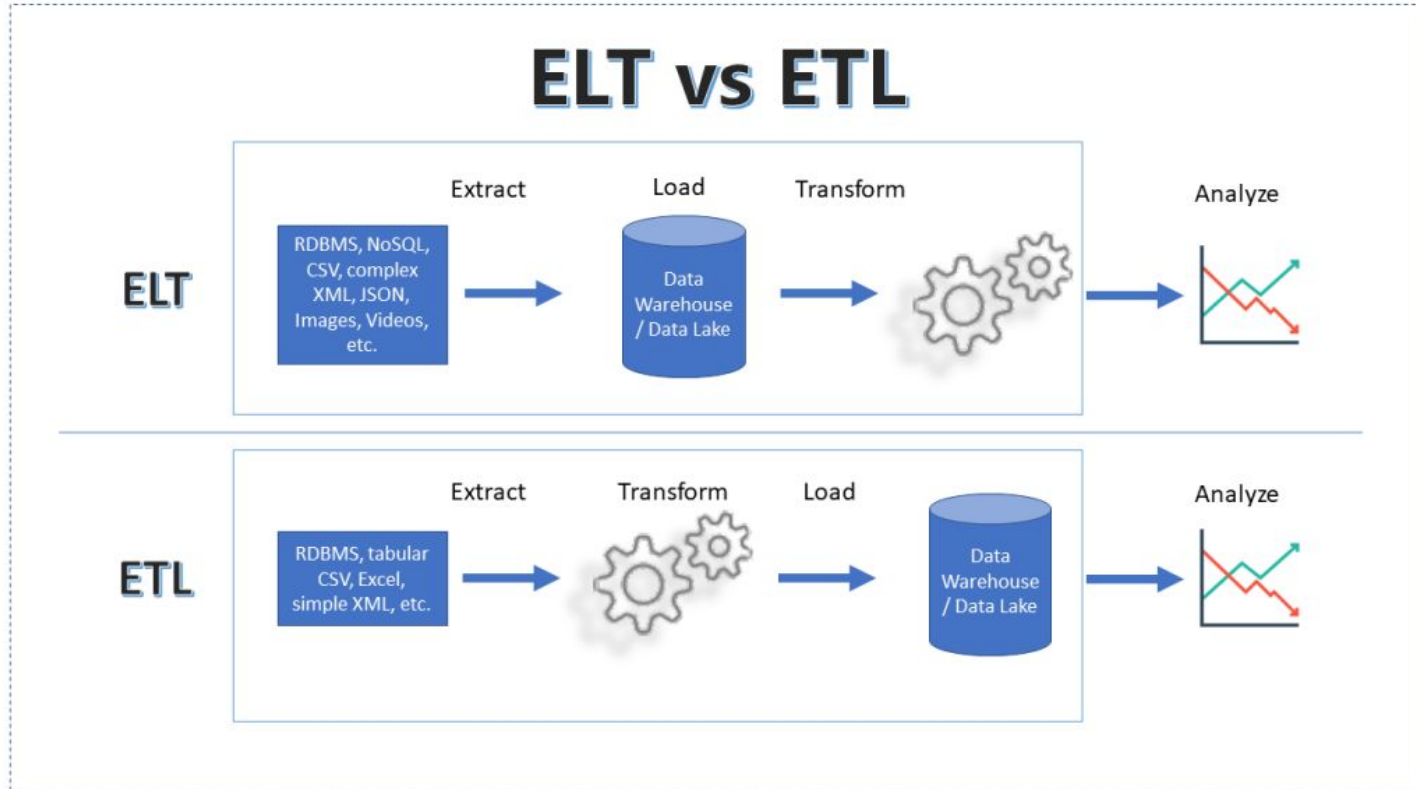 ELT vs ETL
Extract
Load
Transform
Analyze
ELT
RDBMS, NoSQL,
CSV, complex
XML, JSON,
Images, Videos,
etc.
Data
Warehouse
/ Data Lake
Extract
Transform
Load
Analyze
ETL
RDBMS, tabular
CSV, Excel,
simple XML, etc.
Data
Warehouse
/ Data Lake